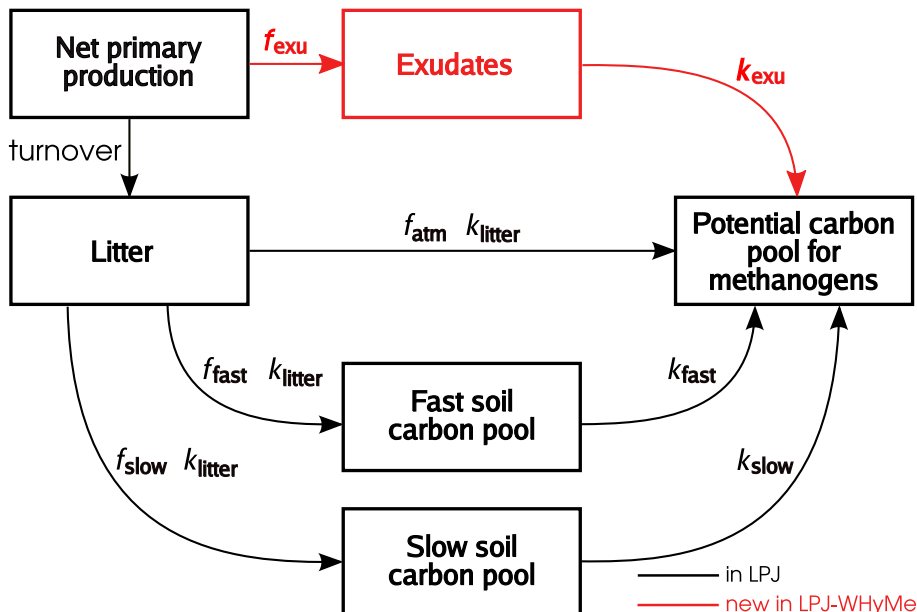 Net primary
production
f_exu
Exudates
k_exu
turnover
Litter
f_atm k_litter
Potential carbon
pool for
methanogens
f_fast k_litter
Fast soil
carbon pool
k_fast
f_slow k_litter
Slow soil
carbon pool
k_slow
in LPJ
new in LPJ-WHyMe